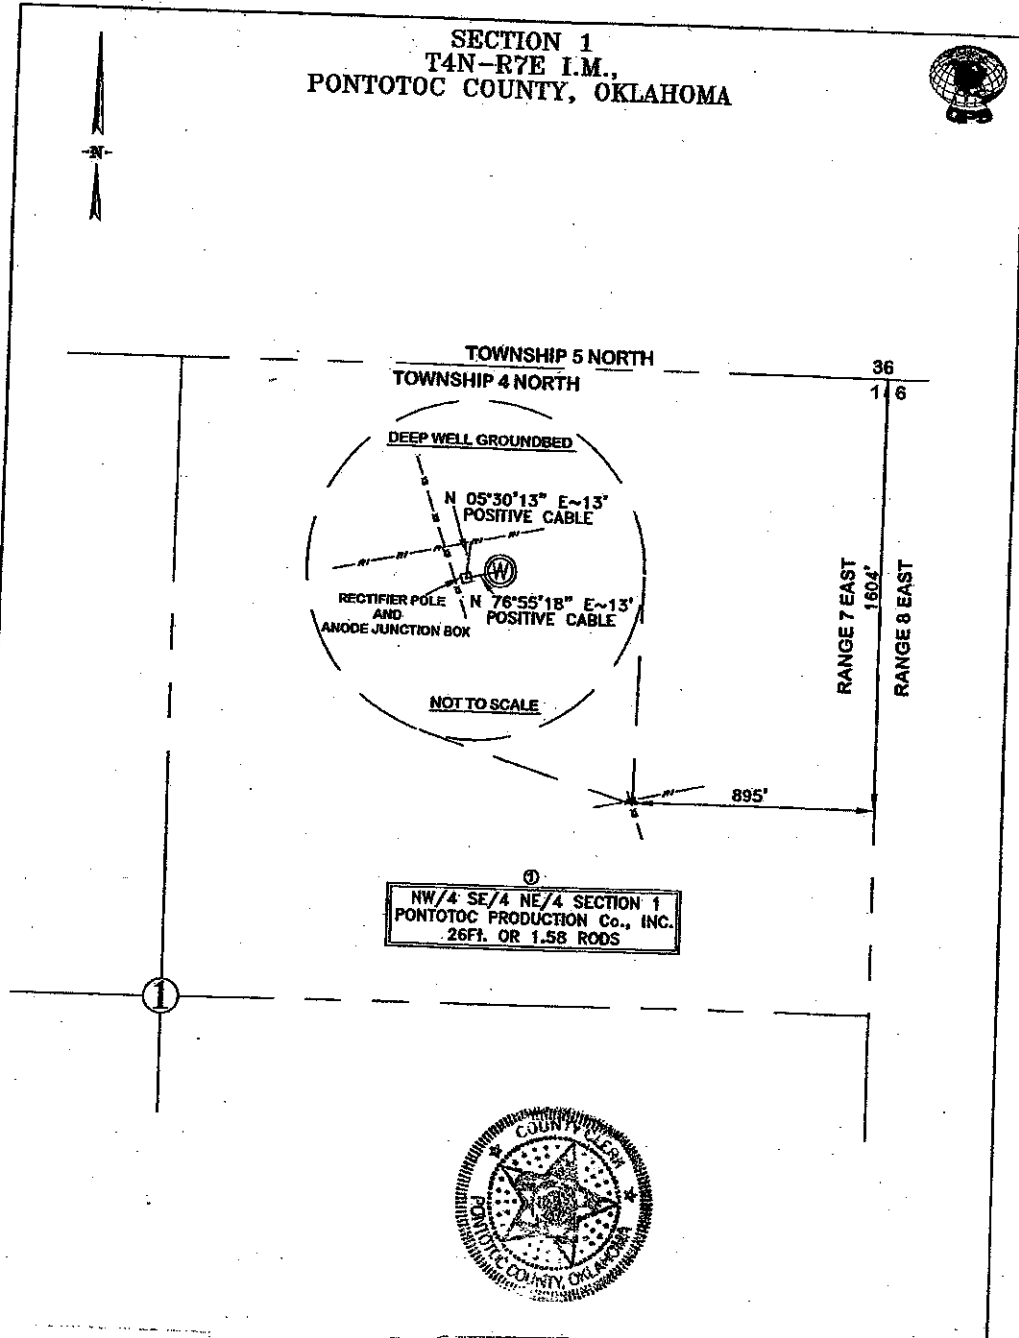 SECTION 1
T4N-R7E I.M.,
PONTOTOC COUNTY, OKLAHOMA
GPS
-N-
TOWNSHIP 5 NORTH
TOWNSHIP 4 NORTH
36
1 6
DEEP WELL GROUNDBED
N 05°30'13" E~13'
POSITIVE CABLE
W
RECTIFIER POLE
AND
ANODE JUNCTION BOX
N 76°55'18" E~13'
POSITIVE CABLE
NOT TO SCALE
RANGE 7 EAST
1604'
RANGE 8 EAST
895'
①
NW/4 SE/4 NE/4 SECTION 1
PONTOTOC PRODUCTION Co., INC.
26Ft. OR 1.58 RODS
1
COUNTY CLERK
PONTOTOC COUNTY, OKLAHOMA